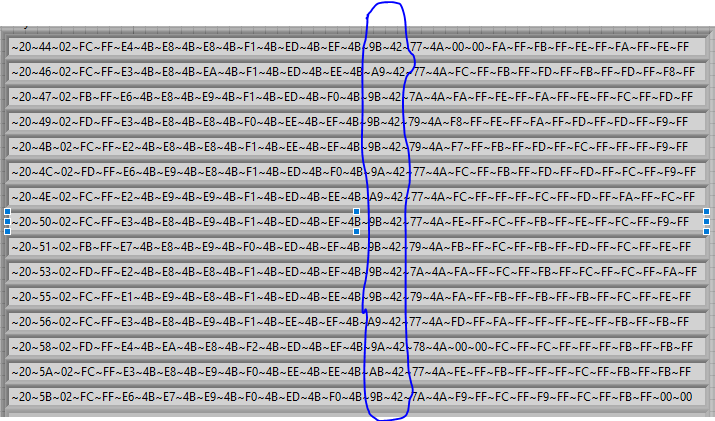 ~20~44~02~FC~FF~E4~4B~E8~4B~E8~4B~F1~4B~ED~4B~EF~4B~9B~42~77~4A~00~00~FA~FF~FB~FF~FE~FF~FA~FF~FE~FF
~20~46~02~FC~FF~E3~4B~E8~4B~EA~4B~F1~4B~ED~4B~EE~4B~A9~42~77~4A~FC~FF~FB~FF~FD~FF~FB~FF~FD~FF~F8~FF
~20~47~02~FB~FF~E6~4B~E8~4B~E9~4B~F1~4B~ED~4B~F0~4B~9B~42~7A~4A~FA~FF~FE~FF~FA~FF~FE~FF~FC~FF~FD~FF
~20~49~02~FD~FF~E3~4B~E8~4B~E8~4B~F0~4B~EE~4B~EF~4B~9B~42~79~4A~F8~FF~FE~FF~FA~FF~FD~FF~FD~FF~F9~FF
~20~4B~02~FC~FF~E2~4B~E8~4B~E8~4B~F1~4B~EE~4B~EF~4B~9B~42~79~4A~F7~FF~FB~FF~FD~FF~FC~FF~FF~FF~F9~FF
~20~4C~02~FD~FF~E6~4B~E9~4B~E8~4B~F1~4B~ED~4B~F0~4B~9A~42~77~4A~FC~FF~FB~FF~FD~FF~FD~FF~FC~FF~F9~FF
~20~4E~02~FC~FF~E2~4B~E9~4B~E9~4B~F1~4B~ED~4B~EE~4B~A9~42~77~4A~FC~FF~FF~FF~FC~FF~FD~FF~FA~FF~FC~FF
~20~50~02~FC~FF~E3~4B~E8~4B~E9~4B~F1~4B~ED~4B~EF~4B~9B~42~77~4A~FE~FF~FC~FF~FB~FF~FE~FF~FC~FF~F9~FF
~20~51~02~FB~FF~E7~4B~E8~4B~E9~4B~F0~4B~ED~4B~EF~4B~9B~42~79~4A~FB~FF~FC~FF~FB~FF~FD~FF~FC~FF~FE~FF
~20~53~02~FD~FF~E2~4B~E8~4B~E8~4B~F1~4B~EE~4B~EF~4B~9B~42~7A~4A~FA~FF~FC~FF~FB~FF~FC~FF~FC~FF~FA~FF
~20~55~02~FC~FF~E1~4B~E9~4B~E8~4B~F1~4B~EE~4B~EE~4B~9B~42~79~4A~FA~FF~FB~FF~FB~FF~FB~FF~FC~FF~FE~FF
~20~56~02~FC~FF~E3~4B~E8~4B~E9~4B~F1~4B~EE~4B~EF~4B~A9~42~77~4A~FD~FF~FA~FF~FF~FF~FE~FF~FB~FF~FB~FF
~20~58~02~FD~FF~E4~4B~EA~4B~E8~4B~F2~4B~ED~4B~EF~4B~9A~42~78~4A~00~00~FC~FF~FC~FF~FF~FF~FB~FF~FB~FF
~20~5A~02~FC~FF~E3~4B~E8~4B~E9~4B~F0~4B~EE~4B~EE~4B~AB~42~77~4A~FE~FF~FB~FF~FF~FF~FC~FF~FB~FF~FB~FF
~20~5B~02~FC~FF~E6~4B~E7~4B~E9~4B~F0~4B~ED~4B~F0~4B~9B~42~7A~4A~F9~FF~FC~FF~F9~FF~FC~FF~FB~FF~00~00